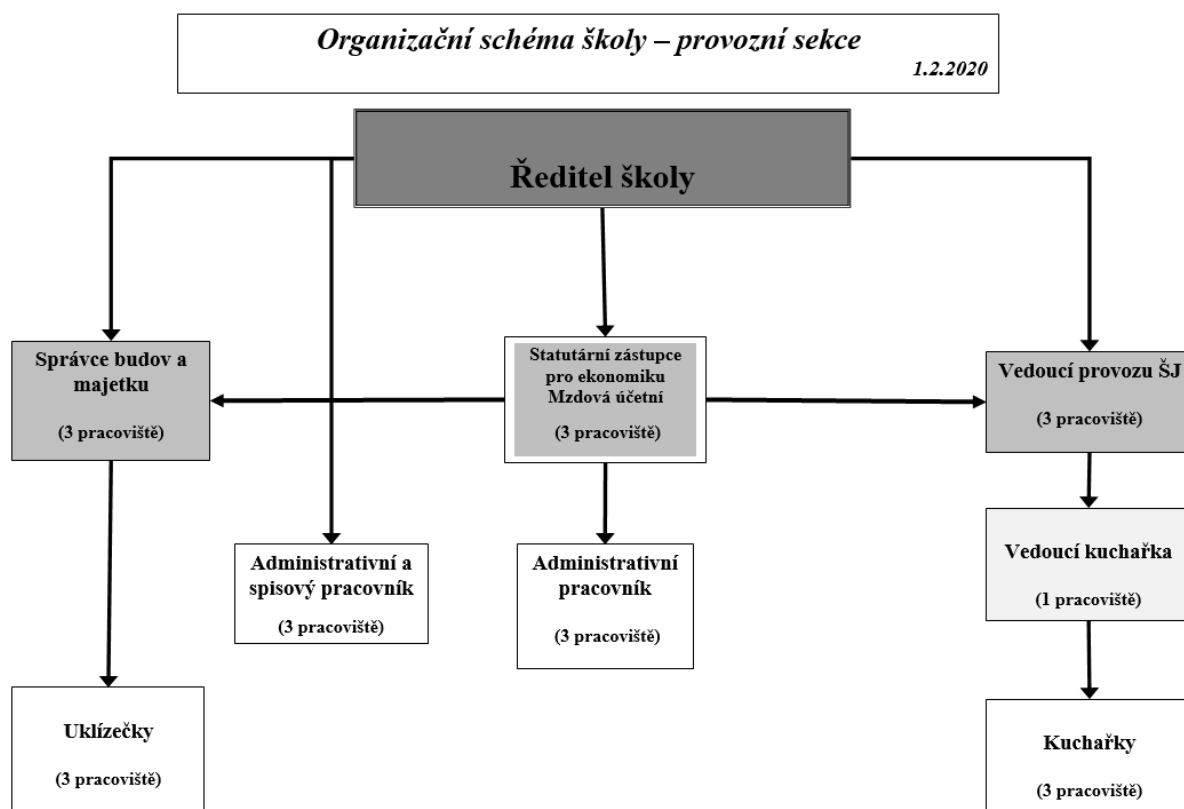 Organizační schéma školy – provozní sekce
1.2.2020
Ředitel školy
Správce budov a
majetku
(3 pracoviště)
Statutární zástupce
pro ekonomiku
Mzdová účetní
(3 pracoviště)
Vedoucí provozu ŠJ
(3 pracoviště)
Administrativní a
spisový pracovník
(3 pracoviště)
Administrativní
pracovník
(3 pracoviště)
Vedoucí kuchařka
(1 pracoviště)
Uklízečky
(3 pracoviště)
Kuchařky
(3 pracoviště)